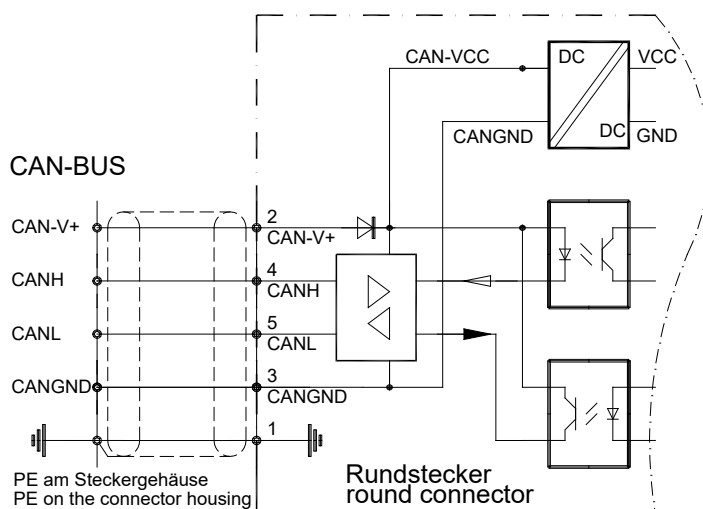 CAN-VCC
DC
VCC
CANGND
DC
GND
CAN-BUS
CAN-V+
2
CAN-V+
CANH
4
CANH
CANL
5
CANL
CANGND
3
CANGND
1
PE am Steckergehäuse
PE on the connector housing
Rundstecker
round connector